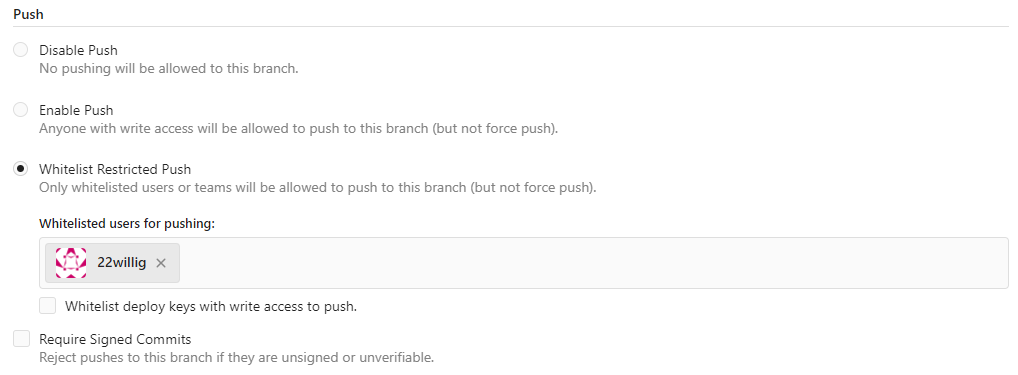 Push
Disable Push
No pushing will be allowed to this branch.
Enable Push
Anyone with write access will be allowed to push to this branch (but not force push).
Whitelist Restricted Push
Only whitelisted users or teams will be allowed to push to this branch (but not force push).
Whitelisted users for pushing:
22willig ×
Whitelist deploy keys with write access to push.
Require Signed Commits
Reject pushes to this branch if they are unsigned or unverifiable.